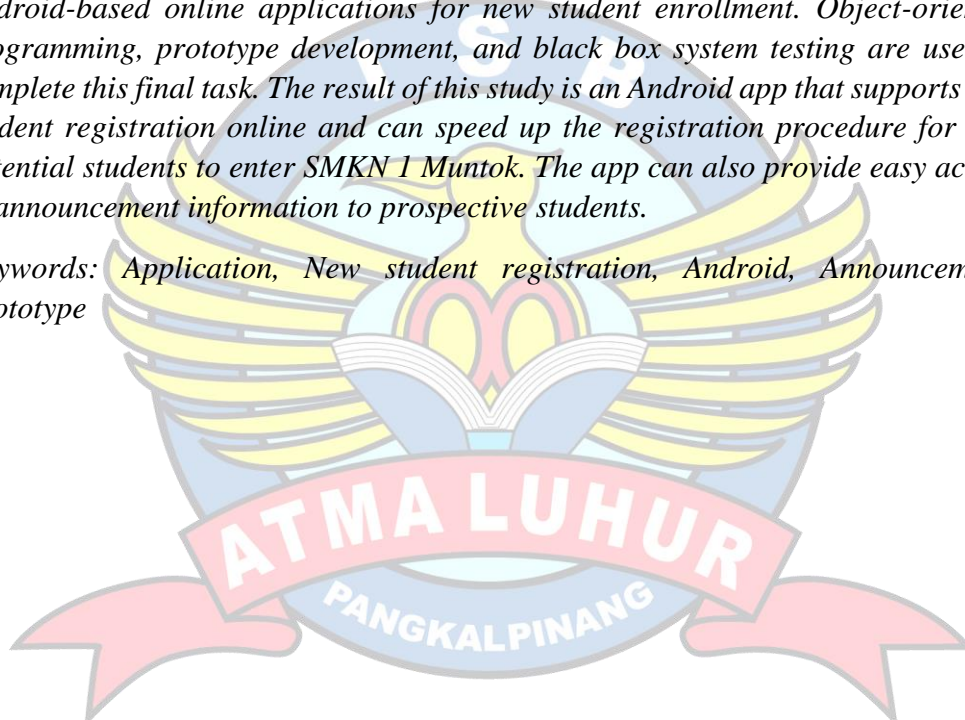 droid-based online applications for new student enrollment. Object-orien
ogramming, prototype development, and black box system testing are use
mplete this final task. The result of this study is an Android app that supports
dent registration online and can speed up the registration procedure for
tential students to enter SMKN 1 Muntok. The app can also provide easy ac
announcement information to prospective students.
ywords: Application, New student registration, Android, Announcem
ototype
ISB
ATMA LUHUR
PANGKALPINANG